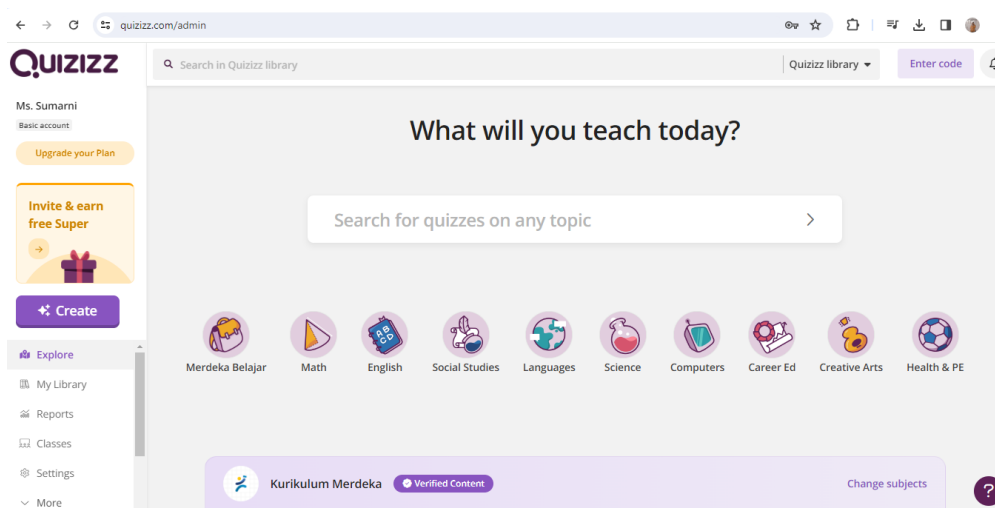 quizizz.com/admin
QUIZIZZ
Search in Quizizz library
Quizizz library
Enter code
Ms. Sumarni
Basic account
Upgrade your Plan
Invite & earn
free Super
Create
Explore
My Library
Reports
Classes
Settings
More
What will you teach today?
Search for quizzes on any topic
Merdeka Belajar
Math
English
Social Studies
Languages
Science
Computers
Career Ed
Creative Arts
Health & PE
Kurikulum Merdeka
Verified Content
Change subjects
?